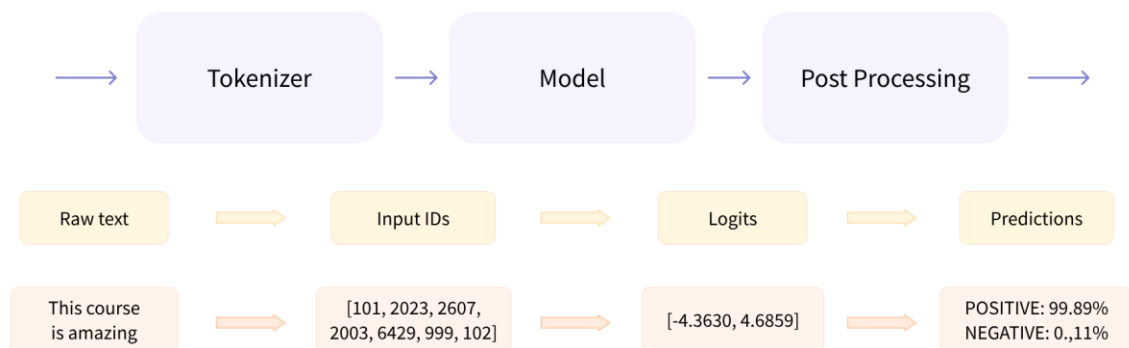 Tokenizer
Model
Post Processing
Raw text
Input IDs
Logits
Predictions
This course
is amazing
[101, 2023, 2607,
2003, 6429, 999, 102]
[-4.3630, 4.6859]
POSITIVE: 99.89%
NEGATIVE: 0.,11%